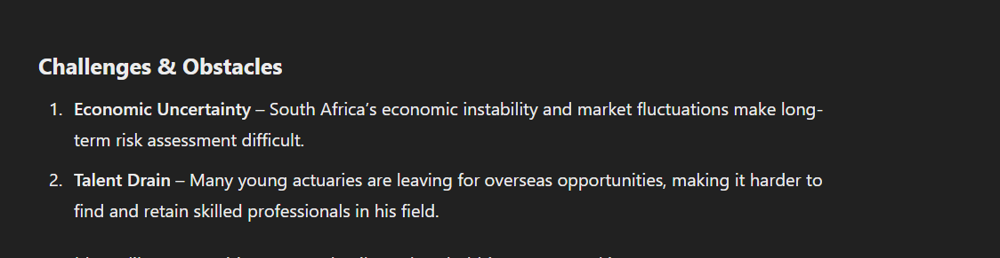 Challenges & Obstacles
1. Economic Uncertainty – South Africa’s economic instability and market fluctuations make long-
term risk assessment difficult.
2. Talent Drain – Many young actuaries are leaving for overseas opportunities, making it harder to
find and retain skilled professionals in his field.